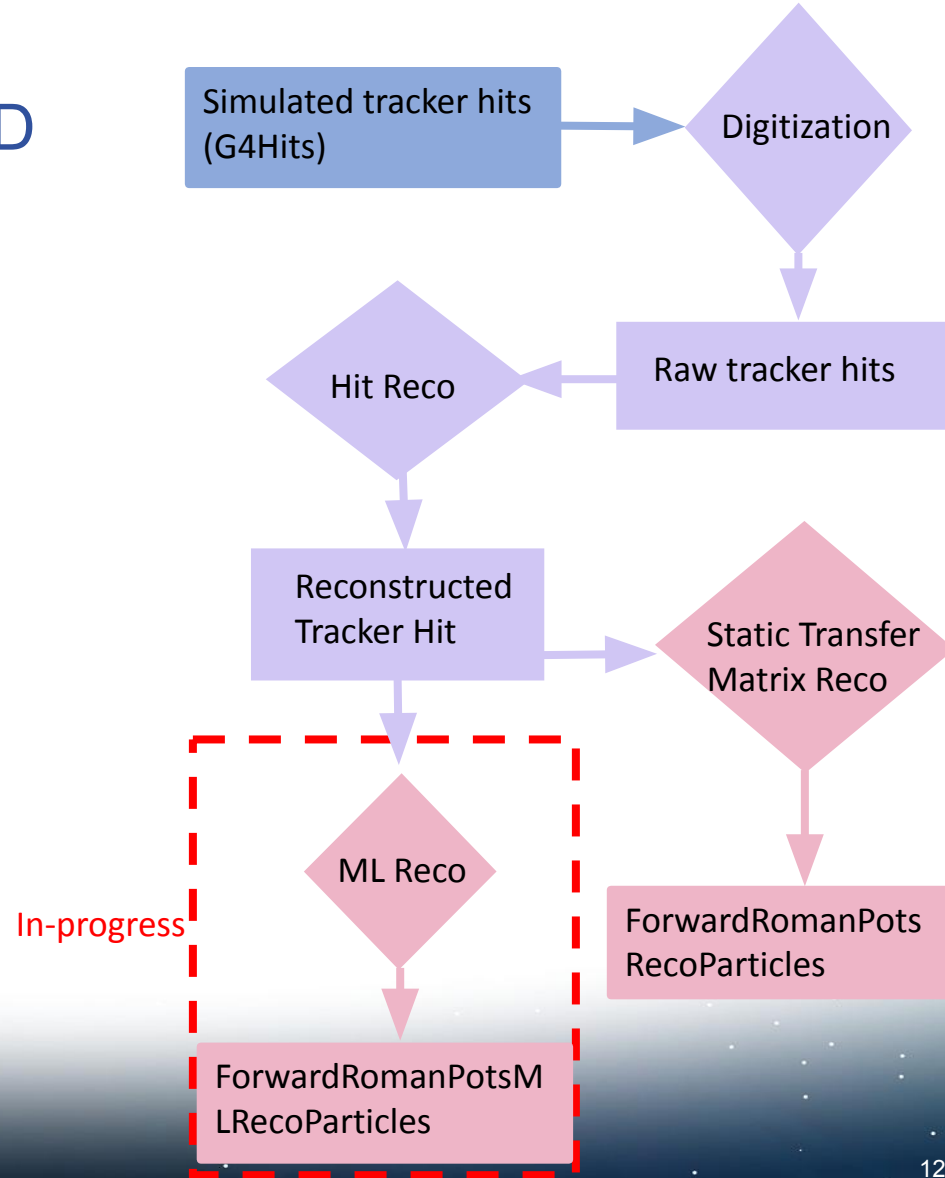 D
Simulated tracker hits
(G4Hits)
Digitization
Raw tracker hits
Hit Reco
Reconstructed
Tracker Hit
Static Transfer
Matrix Reco
ML Reco
In-progress
ForwardRomanPots
RecoParticles
ForwardRomanPotsM
LRecoParticles
12